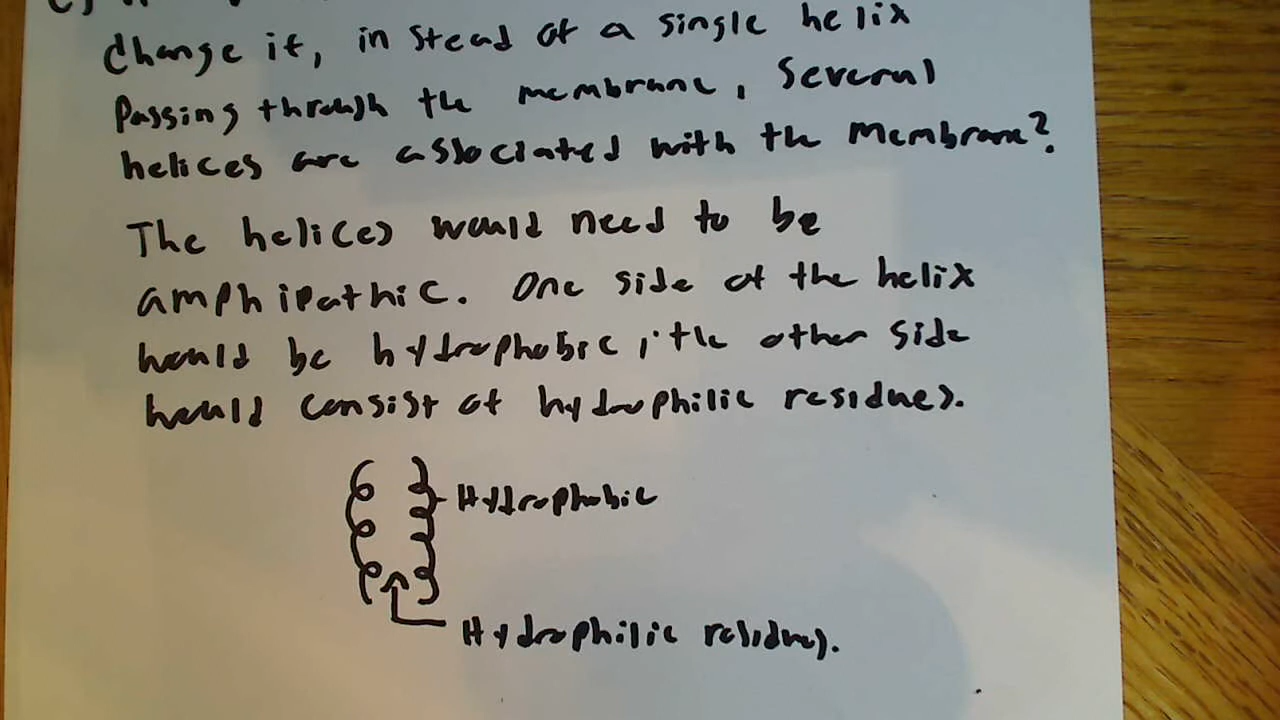 change it, in stead of a single helix
Passing through the membrane, Several
helices are associated with the Membrane?
The helices would need to be
amphipathic. One side of the helix
would be hydrophobic, the other side
would consist of hydrophilic residues.
Hydrophobic
Hydrophilic residues.